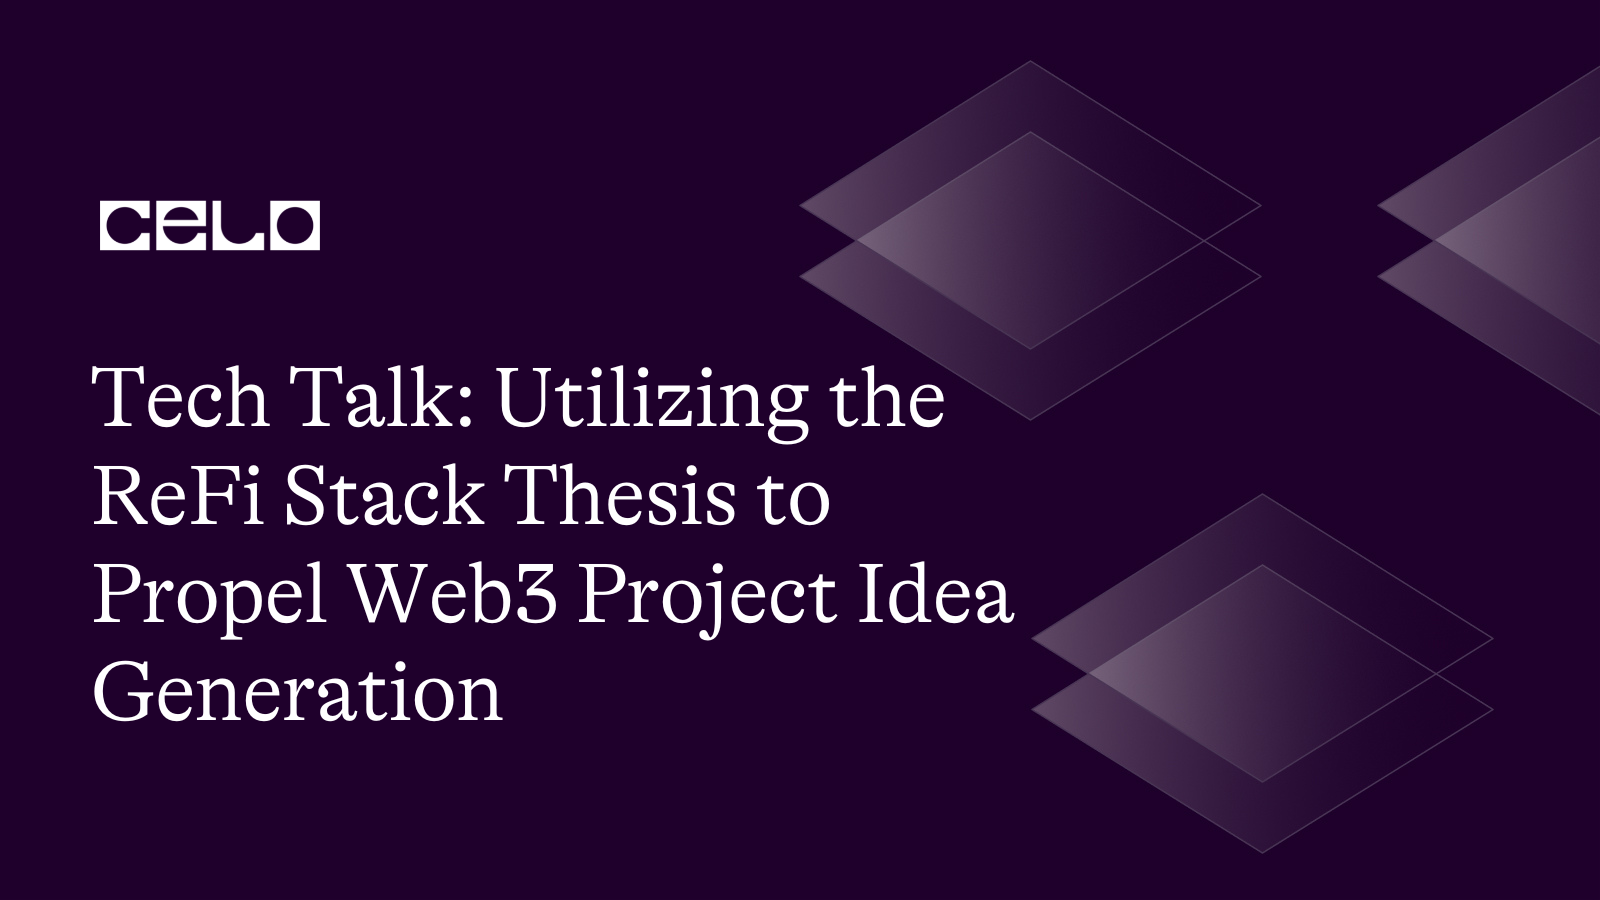 CELO
Tech Talk: Utilizing the
ReFi Stack Thesis to
Propel Web3 Project Idea
Generation